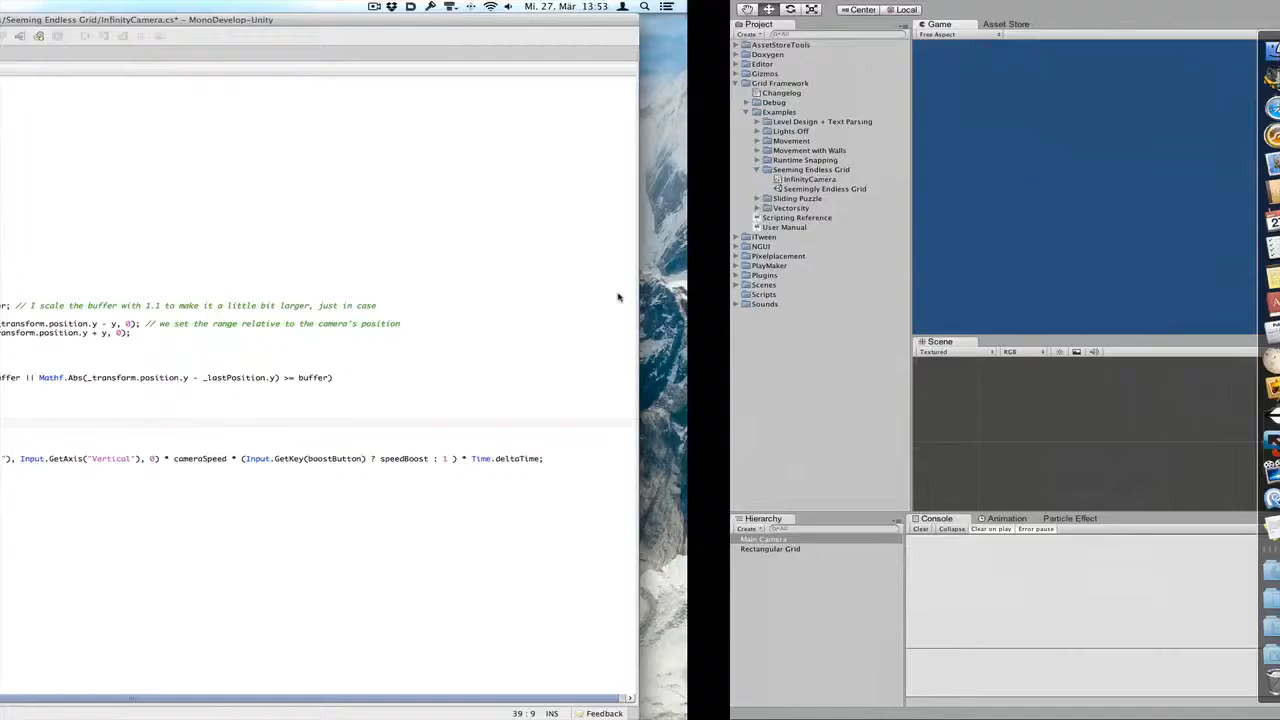 /Seeming Endless Grid/InfinityCamera.cs* - MonoDevelop-Unity
Mi. 27. Mär 13:53
er; // I scale the buffer with 1.1 to make it a little bit larger, just in case
transform.position.y - y, 0); // we set the range relative to the camera's position
ransform.position.y + y, 0);
uffer || Mathf.Abs(_transform.position.y - _lastPosition.y) >= buffer)
"), Input.GetAxis("Vertical"), 0) * cameraSpeed * (Input.GetKey(boostButton) ? speedBoost : 1 ) * Time.deltaTime;
39 : 9 INS Feedback
Center Local
Project
Create All
AssetStoreTools
Doxygen
Editor
Gizmos
Grid Framework
Changelog
Debug
Examples
Level Design + Text Parsing
Lights Off
Movement
Movement with Walls
Runtime Snapping
Seeming Endless Grid
InfinityCamera
Seemingly Endless Grid
Sliding Puzzle
Vectorsity
Scripting Reference
User Manual
iTween
NGUI
Pixelplacement
PlayMaker
Plugins
Scenes
Scripts
Sounds
Game Asset Store
Free Aspect
Scene
Textured RGB
Hierarchy
Create All
Main Camera
Rectangular Grid
Console Animation Particle Effect
Clear Collapse Clear on play Error pause